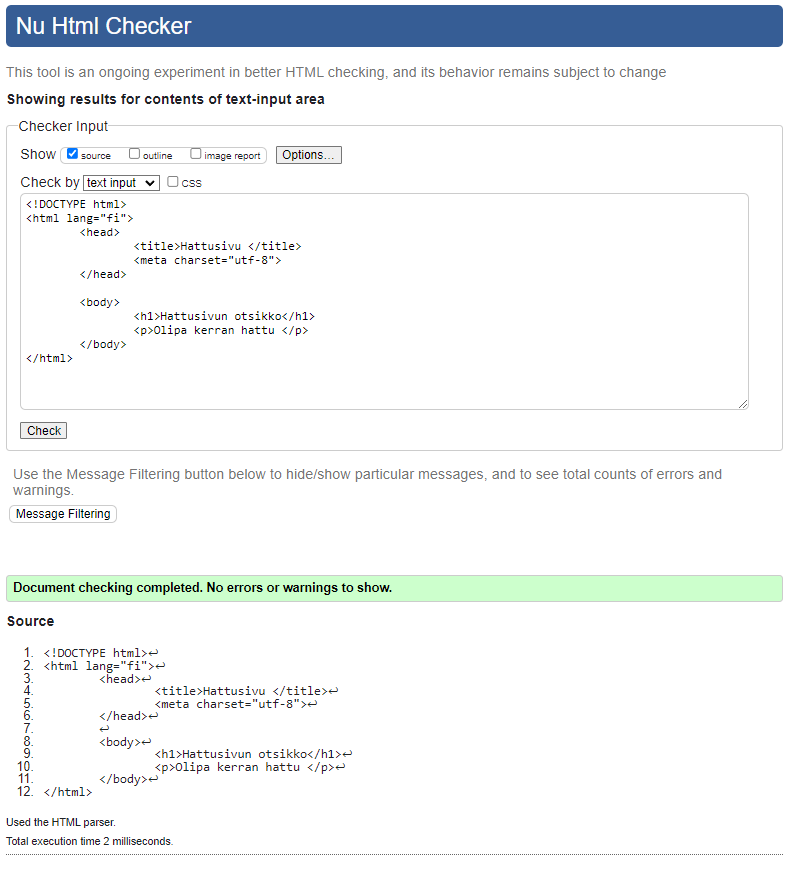 Nu Html Checker
This tool is an ongoing experiment in better HTML checking, and its behavior remains subject to change
Showing results for contents of text-input area
Checker Input
Show source outline image report Options...
Check by text input css
<!DOCTYPE html>
<html lang="fi">
<head>
<title>Hattusivu </title>
<meta charset="utf-8">
</head>
<body>
<h1>Hattusivun otsikko</h1>
<p>Olipa kerran hattu </p>
</body>
</html>
Check
Use the Message Filtering button below to hide/show particular messages, and to see total counts of errors and
warnings.
Message Filtering
Document checking completed. No errors or warnings to show.
Source
1. <!DOCTYPE html>↩
2. <html lang="fi">↩
3. <head>↩
4. <title>Hattusivu </title>↩
5. <meta charset="utf-8">↩
6. </head>↩
7. ↩
8. <body>↩
9. <h1>Hattusivun otsikko</h1>↩
10. <p>Olipa kerran hattu </p>↩
11. </body>↩
12. </html>
Used the HTML parser.
Total execution time 2 milliseconds.